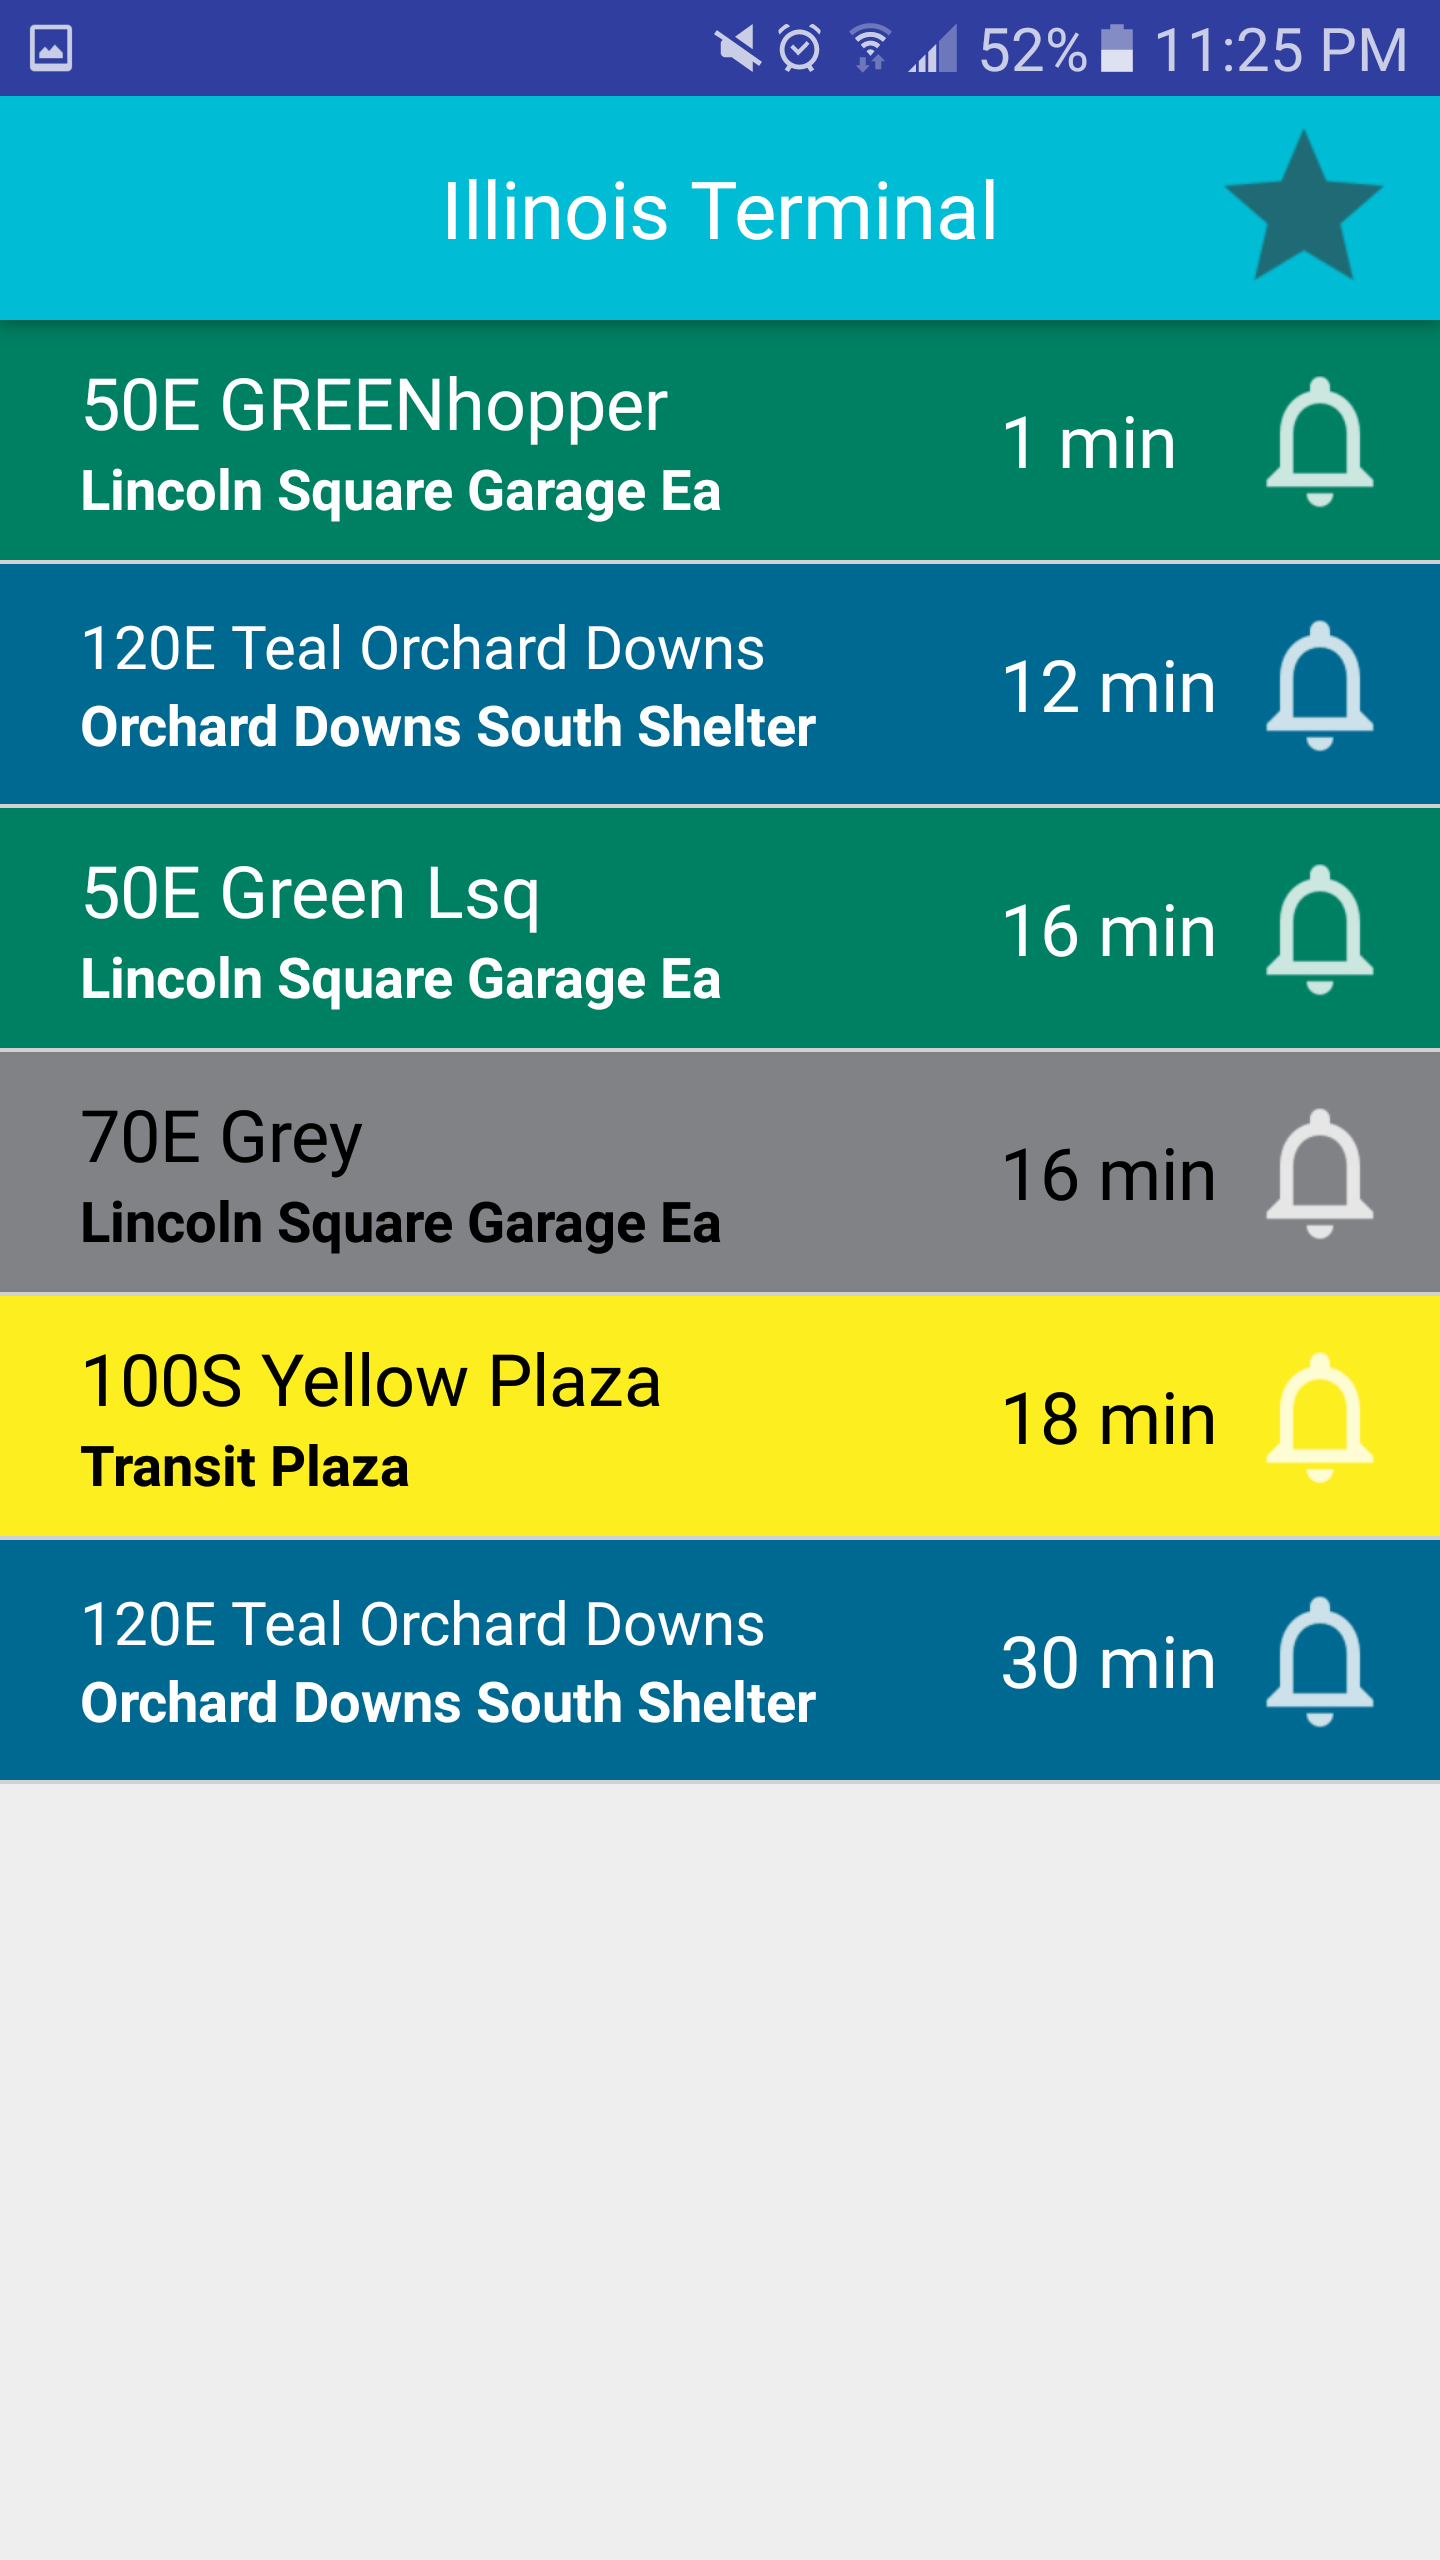 52% 11:25 PM
Illinois Terminal
50E GREENhopper
Lincoln Square Garage Ea
1 min
120E Teal Orchard Downs
Orchard Downs South Shelter
12 min
50E Green Lsq
Lincoln Square Garage Ea
16 min
70E Grey
Lincoln Square Garage Ea
16 min
100S Yellow Plaza
Transit Plaza
18 min
120E Teal Orchard Downs
Orchard Downs South Shelter
30 min